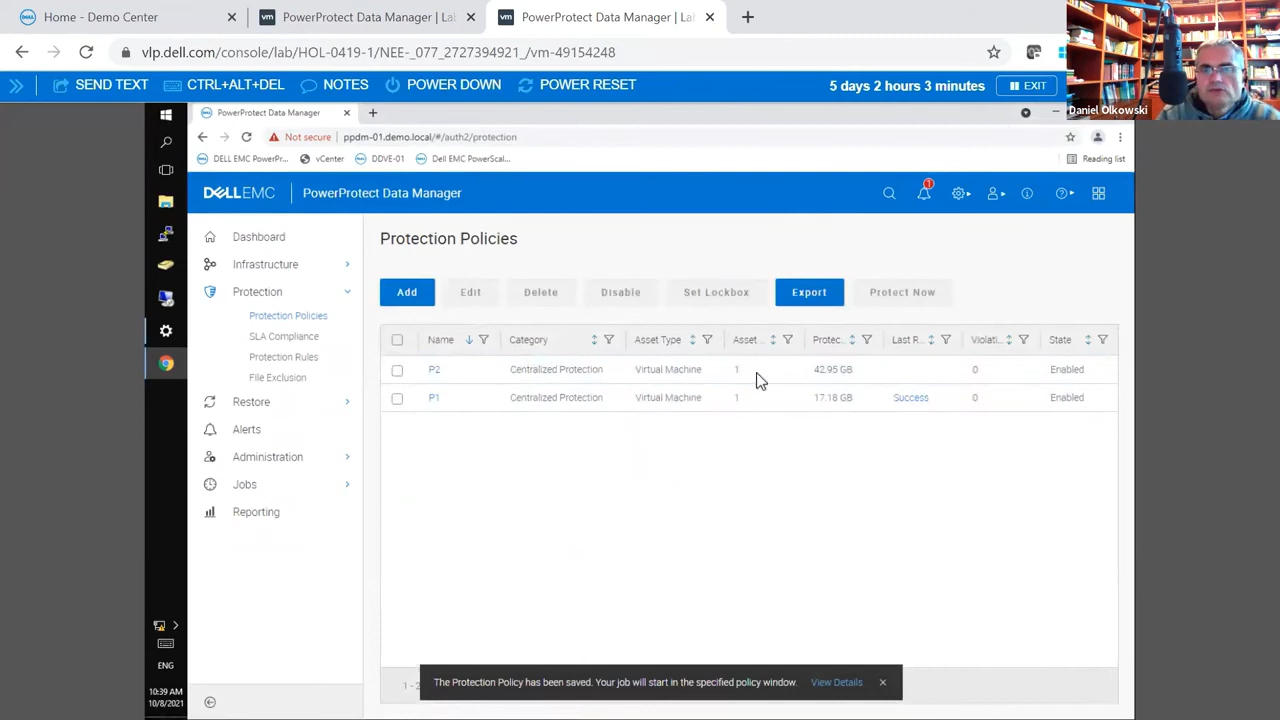 Home - Demo Center
PowerProtect Data Manager | La
PowerProtect Data Manager | Lab
vlp.dell.com/console/lab/HOL-0419-1/NEE-_077_2727394921_/vm-49154248
SEND TEXT
CTRL+ALT+DEL
NOTES
POWER DOWN
POWER RESET
5 days 2 hours 3 minutes
EXIT
Daniel Olkowski
PowerProtect Data Manager
Not secure
ppdm-01.demo.local/#/auth2/protection
DELL EMC PowerPr...
vCenter
DDVE-01
Dell EMC PowerScal...
Reading list
DELLEMC
PowerProtect Data Manager
1
Dashboard
Infrastructure
Protection
Protection Policies
SLA Compliance
Protection Rules
File Exclusion
Restore
Alerts
Administration
Jobs
Reporting
Protection Policies
Add
Edit
Delete
Disable
Set Lockbox
Export
Protect Now
Name
Category
Asset Type
Asset ...
Protec...
Last R...
Violati...
State
P2
Centralized Protection
Virtual Machine
1
42.95 GB
0
Enabled
P1
Centralized Protection
Virtual Machine
1
17.18 GB
Success
0
Enabled
The Protection Policy has been saved. Your job will start in the specified policy window.
View Details
ENG
10:39 AM
10/8/2021